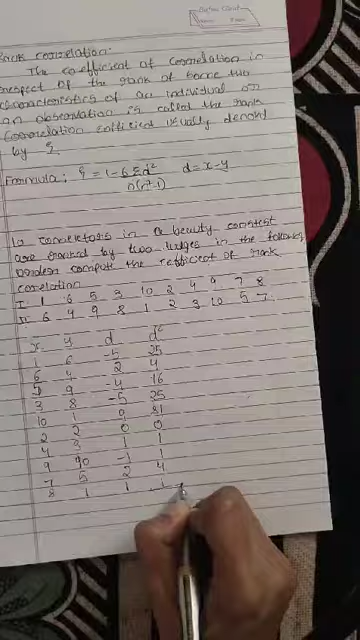 Rank correlation:
The coefficient of correlation in
respect of the rank of some two
characteristics of an individual or
an observation is called the rank
correlation coefficient usually denoted
by ξ
Formula: ξ = 1-6Σd² d = x-y
n(n²-1)
10 in a beauty
are ranked by two judges in the following
compute the of rank
correlation
I: 1 6 5 3 10 2 4 9 7 8
II: 6 4 9 8 1 2 3 10 5 7
x y d d²
1 6 -5 25
6 4 2 4
5 9 -4 16
3 8 -5 25
10 1 9 81
2 2 0 0
4 3 1 1
9 10 -1 1
7 5 2 4
8 1 1